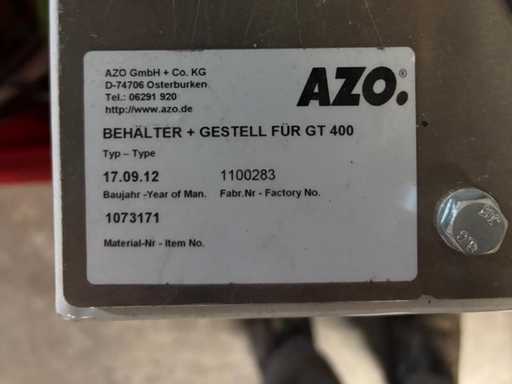 AZO GmbH + Co. KG
D-74706 Osterburken
Tel.: 06291 920
http://www.azo.de
AZO.®
BEHÄLTER + GESTELL FÜR GT 400
Typ – Type
17.09.12 1100283
Baujahr -Year of Man. Fabr.Nr - Factory No.
1073171
Material-Nr - Item No.